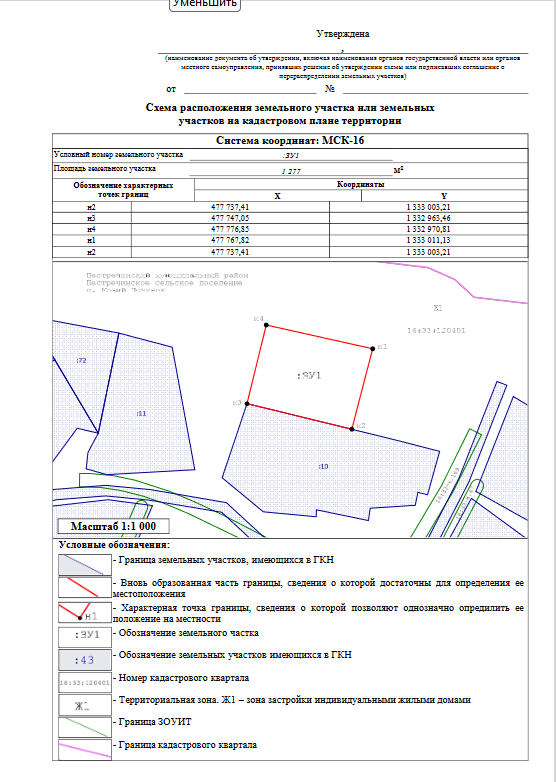 Уменьшить
Утверждена
,
(наименование документа об утверждении, включая наименования органов государственной власти или органов
местного самоуправления, принявших решение об утверждении схемы или подписавших соглашение о
перераспределении земельных участков)
от №
Схема расположения земельного участка или земельных
участков на кадастровом плане территории
Система координат: МСК-16
Условный номер земельного участка :ЗУ1
Площадь земельного участка 1 277 м²
Обозначение характерных точек границ Координаты
X Y
н2 477 737,41 1 333 003,21
н3 477 747,05 1 332 963,46
н4 477 776,85 1 332 970,81
н1 477 767,82 1 333 011,13
н2 477 737,41 1 333 003,21
Пестречинский муниципальный район
Пестречинское сельское поселение
Ж1
16:33:120401
н4
н1
:ЗУ1
:72
н3
:11
н2
:10
Масштаб 1:1 000
Условные обозначения:
- Граница земельных участков, имеющихся в ГКН
- Вновь образованная часть границы, сведения о которой достаточны для определения ее
местоположения
н1 - Характерная точка границы, сведения о которой позволяют однозначно опредилить ее
положение на местности
:ЗУ1 - Обозначение земельного частка
:43 - Обозначение земельных участков имеющихся в ГКН
16:33:120401 - Номер кадастрового квартала
Ж1 - Территориальная зона. Ж1 – зона застройки индивидуальными жилыми домами
- Граница ЗОУИТ
- Граница кадастрового квартала